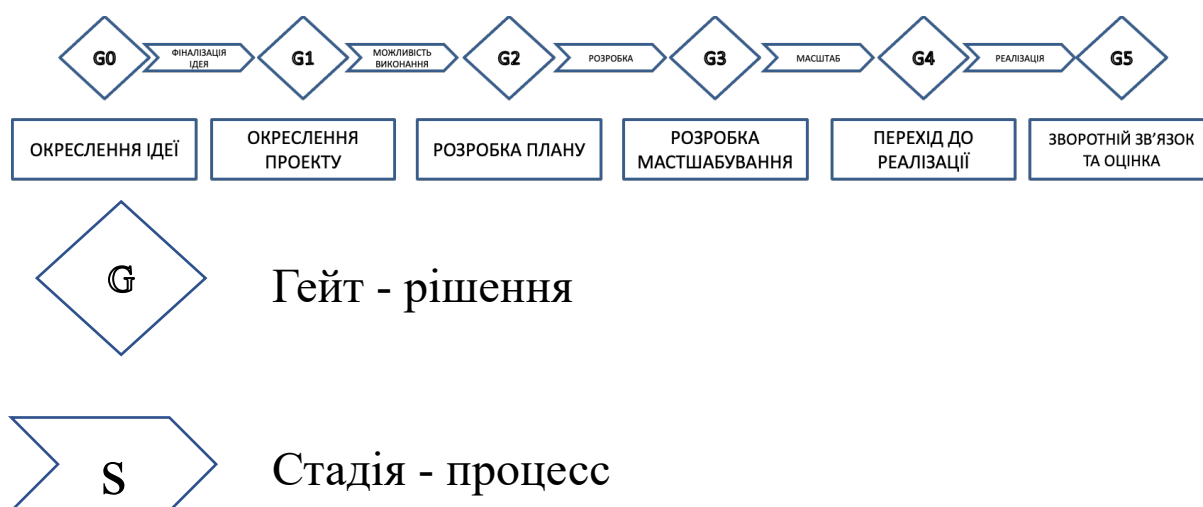 G0
ФІНАЛІЗАЦІЯ
ІДЕЯ
G1
МОЖЛИВІСТЬ
ВИКОНАННЯ
G2
РОЗРОБКА
G3
МАСШТАБ
G4
РЕАЛІЗАЦІЯ
G5
ОКРЕСЛЕННЯ ІДЕЇ
ОКРЕСЛЕННЯ
ПРОЕКТУ
РОЗРОБКА ПЛАНУ
РОЗРОБКА
МАСТШАБУВАННЯ
ПЕРЕХІД ДО
РЕАЛІЗАЦІЇ
ЗВОРОТНІЙ ЗВ’ЯЗОК
ТА ОЦІНКА
G
Гейт - рішення
S
Стадія - процесс